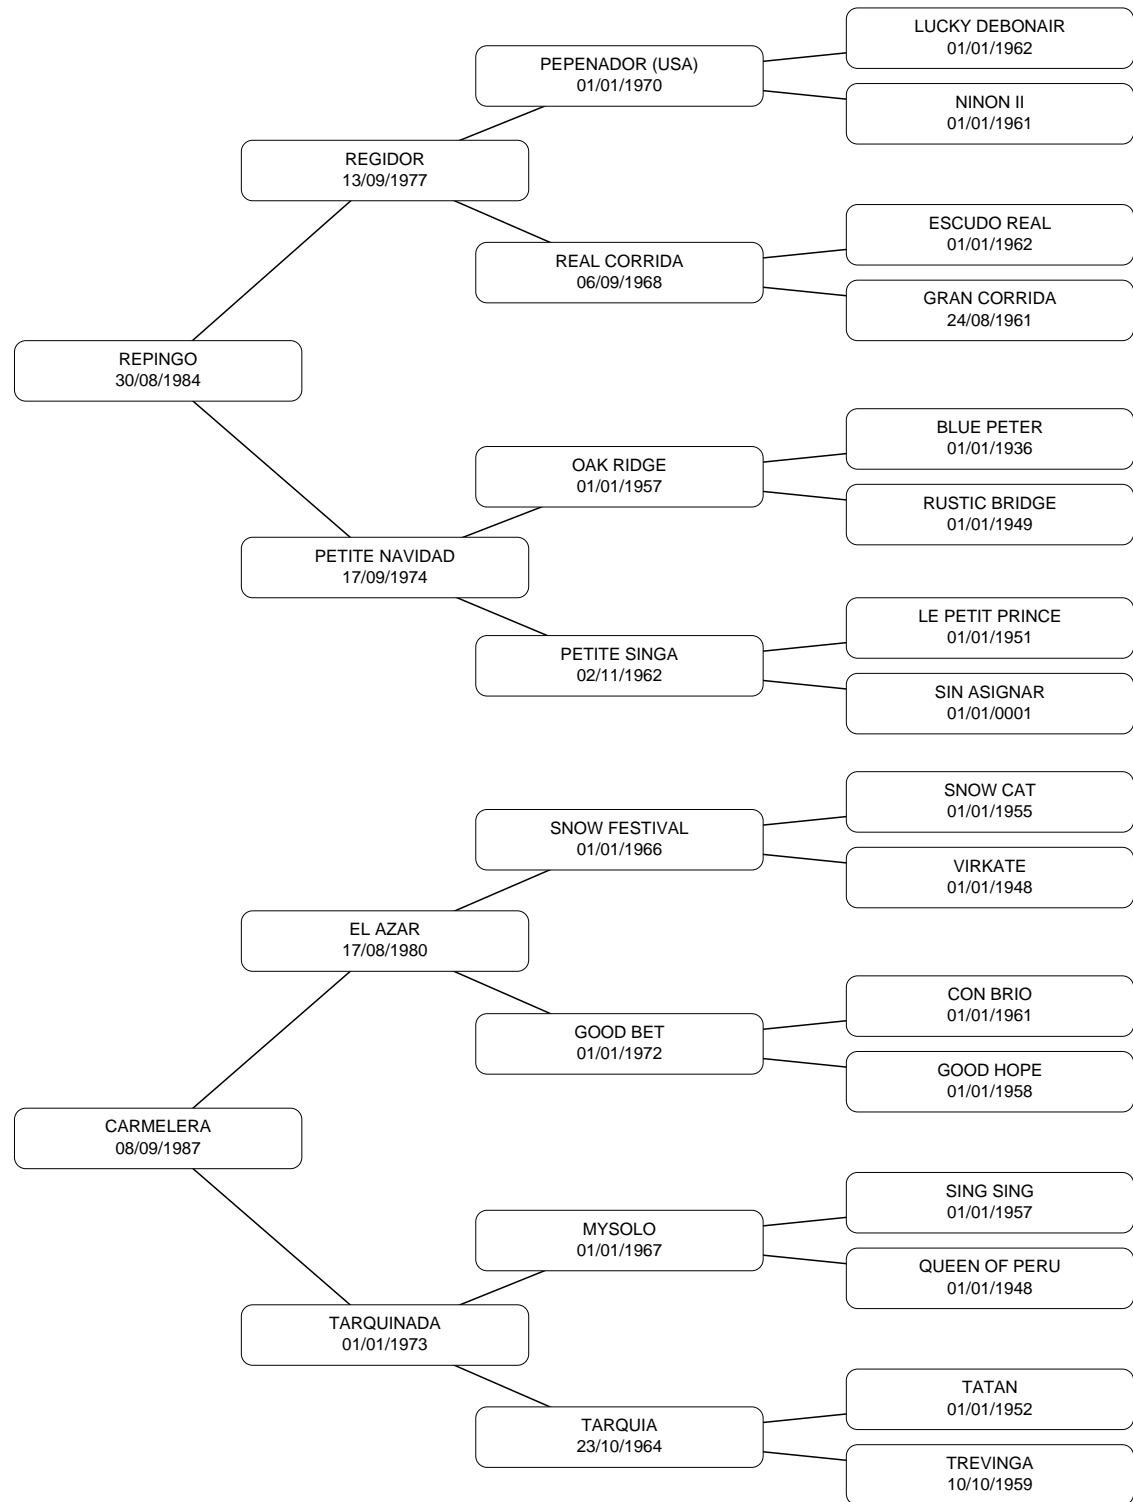 LUCKY DEBONAIR
01/01/1962
PEPENADOR (USA)
01/01/1970
NINON II
01/01/1961
REGIDOR
13/09/1977
ESCUDO REAL
01/01/1962
REAL CORRIDA
06/09/1968
GRAN CORRIDA
24/08/1961
REPINGO
30/08/1984
BLUE PETER
01/01/1936
OAK RIDGE
01/01/1957
RUSTIC BRIDGE
01/01/1949
PETITE NAVIDAD
17/09/1974
LE PETIT PRINCE
01/01/1951
PETITE SINGA
02/11/1962
SIN ASIGNAR
01/01/0001
SNOW CAT
01/01/1955
SNOW FESTIVAL
01/01/1966
VIRKATE
01/01/1948
EL AZAR
17/08/1980
CON BRIO
01/01/1961
GOOD BET
01/01/1972
GOOD HOPE
01/01/1958
CARMELERA
08/09/1987
SING SING
01/01/1957
MYSOLO
01/01/1967
QUEEN OF PERU
01/01/1948
TARQUINADA
01/01/1973
TATAN
01/01/1952
TARQUIA
23/10/1964
TREVINGA
10/10/1959